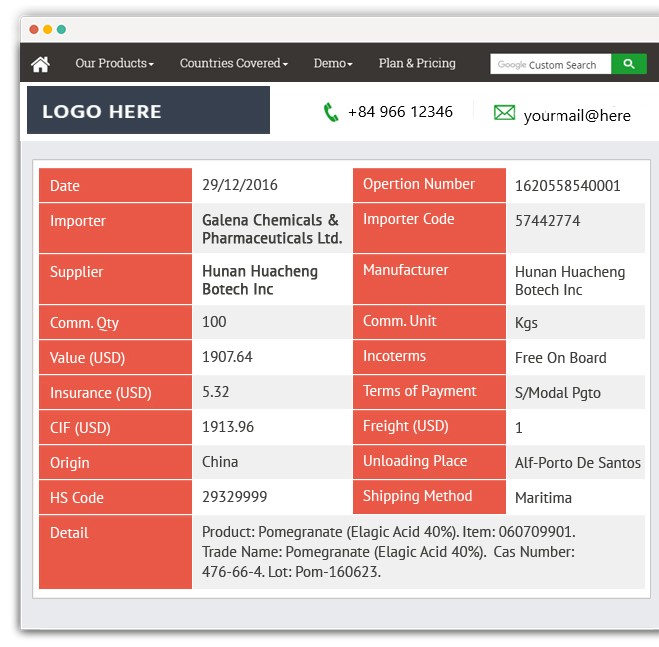 Our Products Countries Covered Demo Plan & Pricing Google Custom Search
LOGO HERE +84 966 12346 yourmail@here
Date 29/12/2016 Opertion Number 1620558540001
Importer Galena Chemicals & Pharmaceuticals Ltd. Importer Code 57442774
Supplier Hunan Huacheng Botech Inc Manufacturer Hunan Huacheng Botech Inc
Comm. Qty 100 Comm. Unit Kgs
Value (USD) 1907.64 Incoterms Free On Board
Insurance (USD) 5.32 Terms of Payment S/Modal Pgto
CIF (USD) 1913.96 Freight (USD) 1
Origin China Unloading Place Alf-Porto De Santos
HS Code 29329999 Shipping Method Maritima
Detail Product: Pomegranate (Elagic Acid 40%). Item: 060709901.
Trade Name: Pomegranate (Elagic Acid 40%). Cas Number:
476-66-4. Lot: Pom-160623.